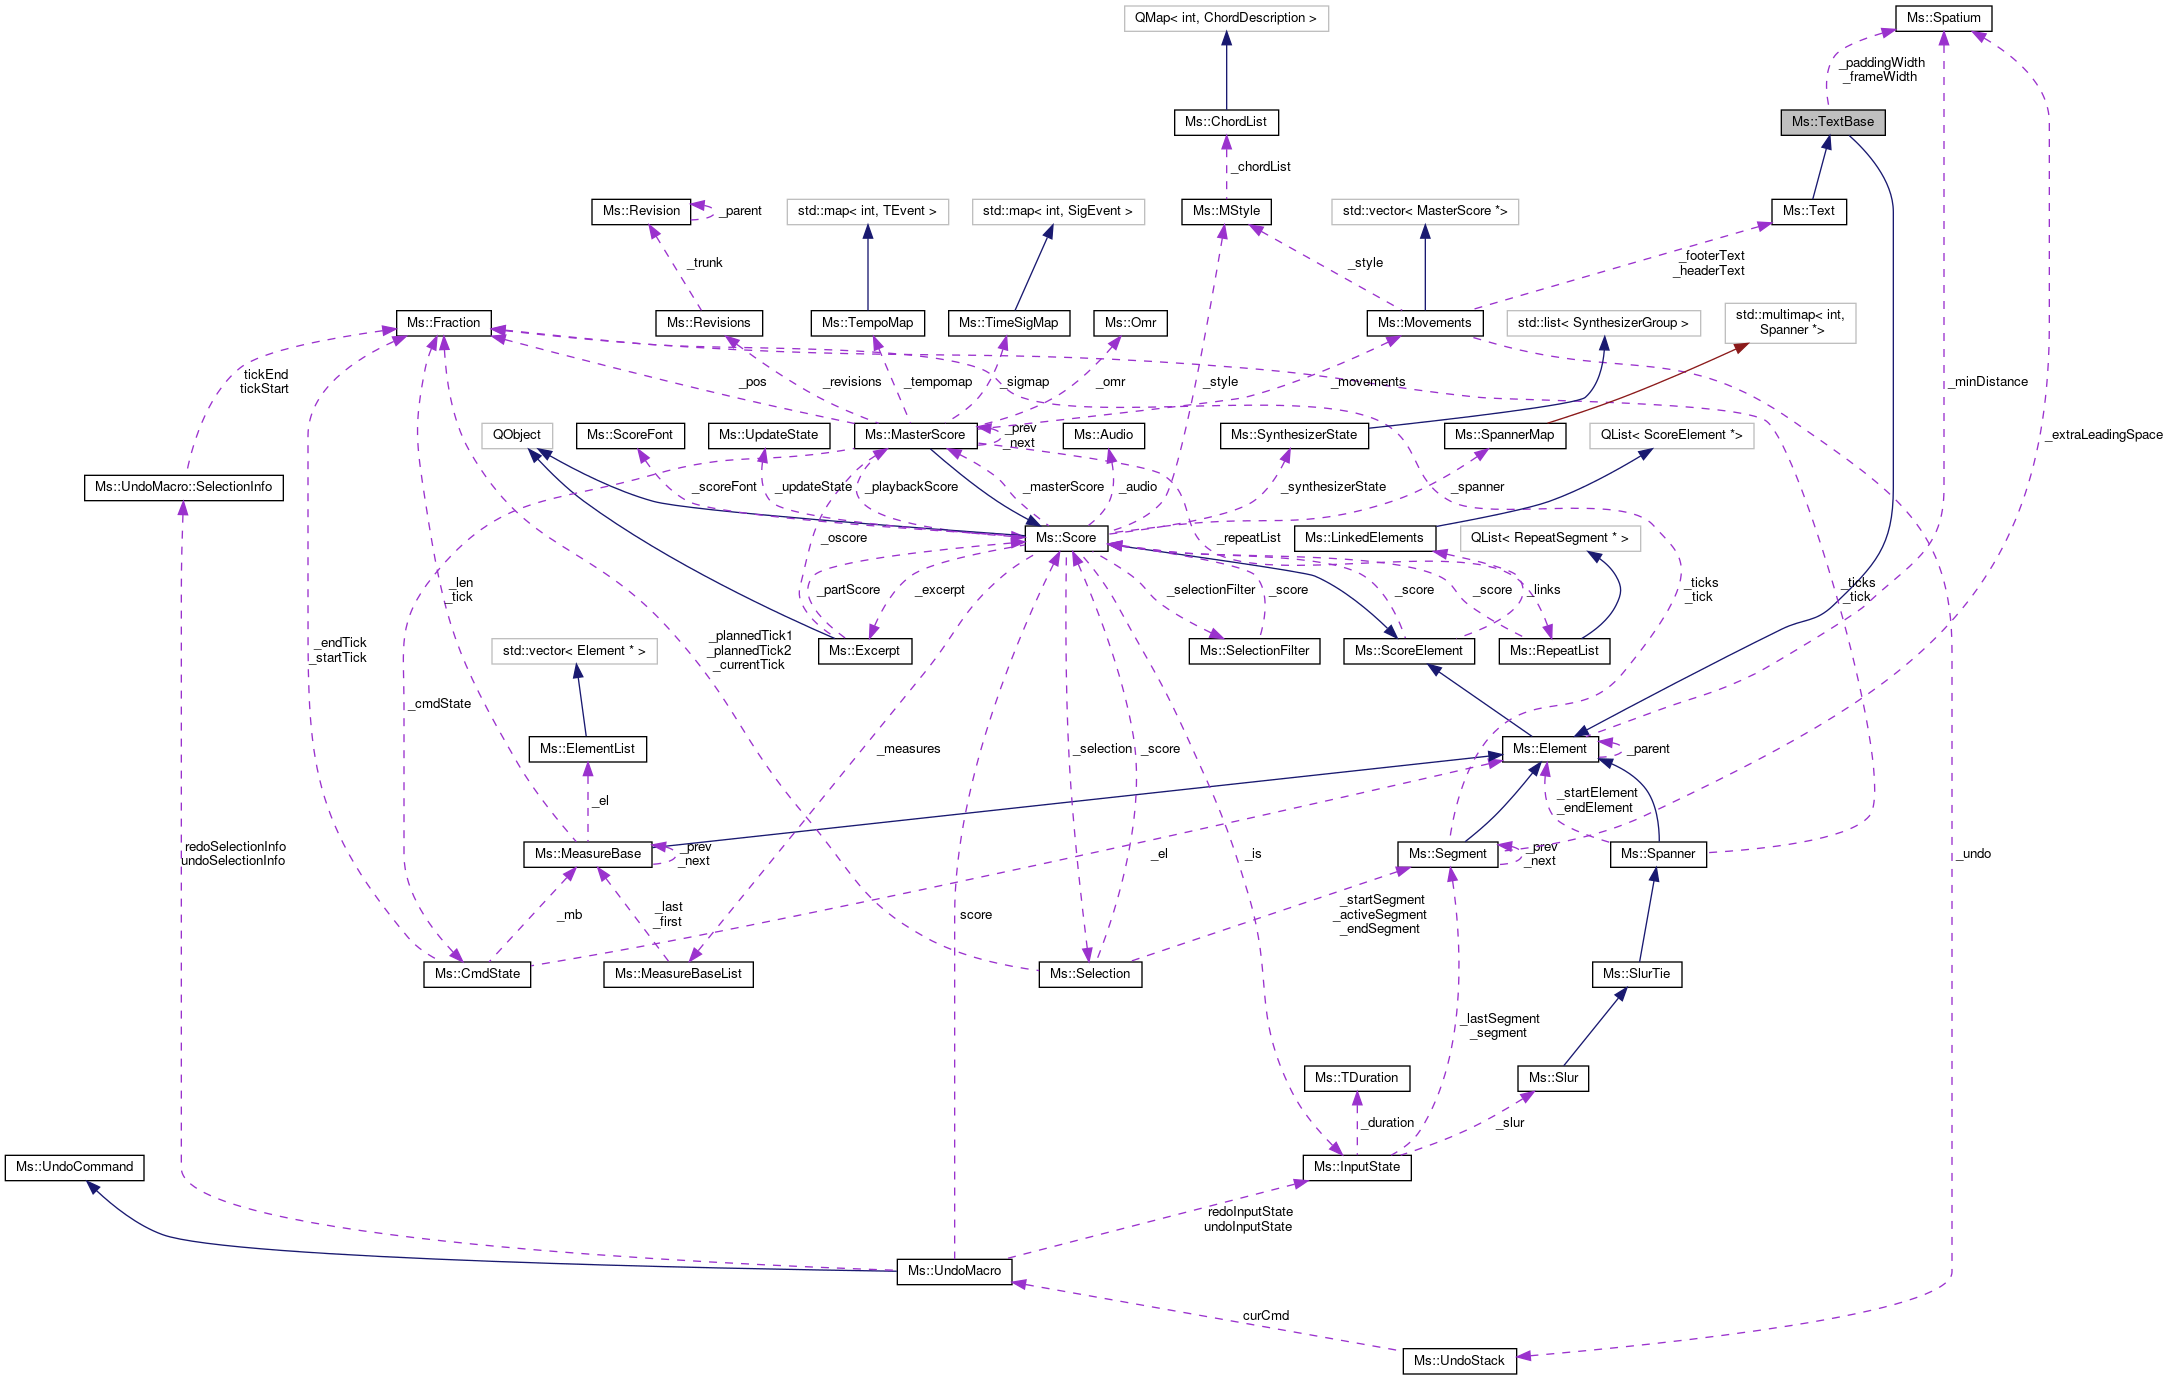 QMap< int, ChordDescription >
Ms::Spatium
_paddingWidth
_frameWidth
Ms::ChordList
Ms::TextBase
_chordList
Ms::Revision
_parent
std::map< int, TEvent >
std::map< int, SigEvent >
Ms::MStyle
std::vector< MasterScore *>
Ms::Text
_trunk
_style
_footerText
_headerText
Ms::Fraction
Ms::Revisions
Ms::TempoMap
Ms::TimeSigMap
Ms::Omr
Ms::Movements
std::list< SynthesizerGroup >
std::multimap< int,
Spanner *>
tickEnd
tickStart
_pos
_revisions
_tempomap
_sigmap
_omr
_style
_movements
_minDistance
QObject
Ms::ScoreFont
Ms::UpdateState
Ms::MasterScore
_prev
_next
Ms::Audio
Ms::SynthesizerState
Ms::SpannerMap
QList< ScoreElement *>
_extraLeadingSpace
Ms::UndoMacro::SelectionInfo
_scoreFont
_updateState
_playbackScore
_masterScore
_audio
_synthesizerState
_spanner
_oscore
Ms::Score
_repeatList
Ms::LinkedElements
QList< RepeatSegment * >
_len
_tick
_partScore
_excerpt
_selectionFilter
_score
_score
_score
_links
_ticks
_tick
_ticks
_tick
_endTick
_startTick
_plannedTick1
_plannedTick2
_currentTick
std::vector< Element * >
Ms::Excerpt
Ms::SelectionFilter
Ms::ScoreElement
Ms::RepeatList
_cmdState
Ms::ElementList
_measures
_selection
_score
Ms::Element
_parent
_el
_startElement
_endElement
redoSelectionInfo
undoSelectionInfo
Ms::MeasureBase
_prev
_next
_el
_is
Ms::Segment
_prev
_next
Ms::Spanner
_undo
_mb
_last
_first
score
_startSegment
_activeSegment
_endSegment
Ms::CmdState
Ms::MeasureBaseList
Ms::Selection
Ms::SlurTie
_lastSegment
_segment
Ms::TDuration
Ms::Slur
_duration
_slur
Ms::UndoCommand
Ms::InputState
redoInputState
undoInputState
Ms::UndoMacro
curCmd
Ms::UndoStack